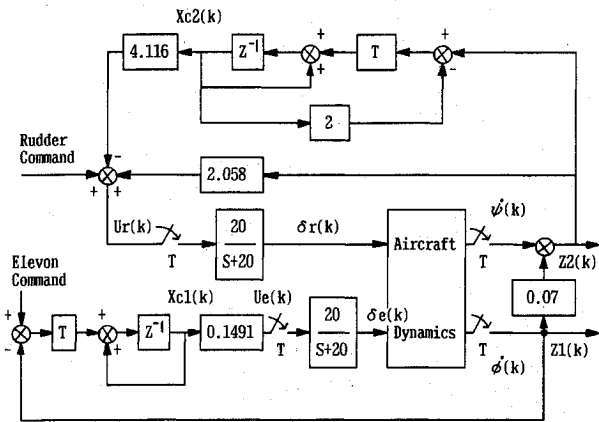 Xc2(k)
4.116
Z⁻¹
+
+
T
+
-
2
Rudder
Command
-
+
+
2.058
Ur(k)
T
20
S+20
δr(k)
Aircraft
Dynamics
ψ̇(k)
T
Z2(k)
0.07
Elevon
Command
+
-
T
+
+
Z⁻¹
Xc1(k)
0.1491
Ue(k)
T
20
S+20
δe(k)
T
φ̇(k)
Z1(k)